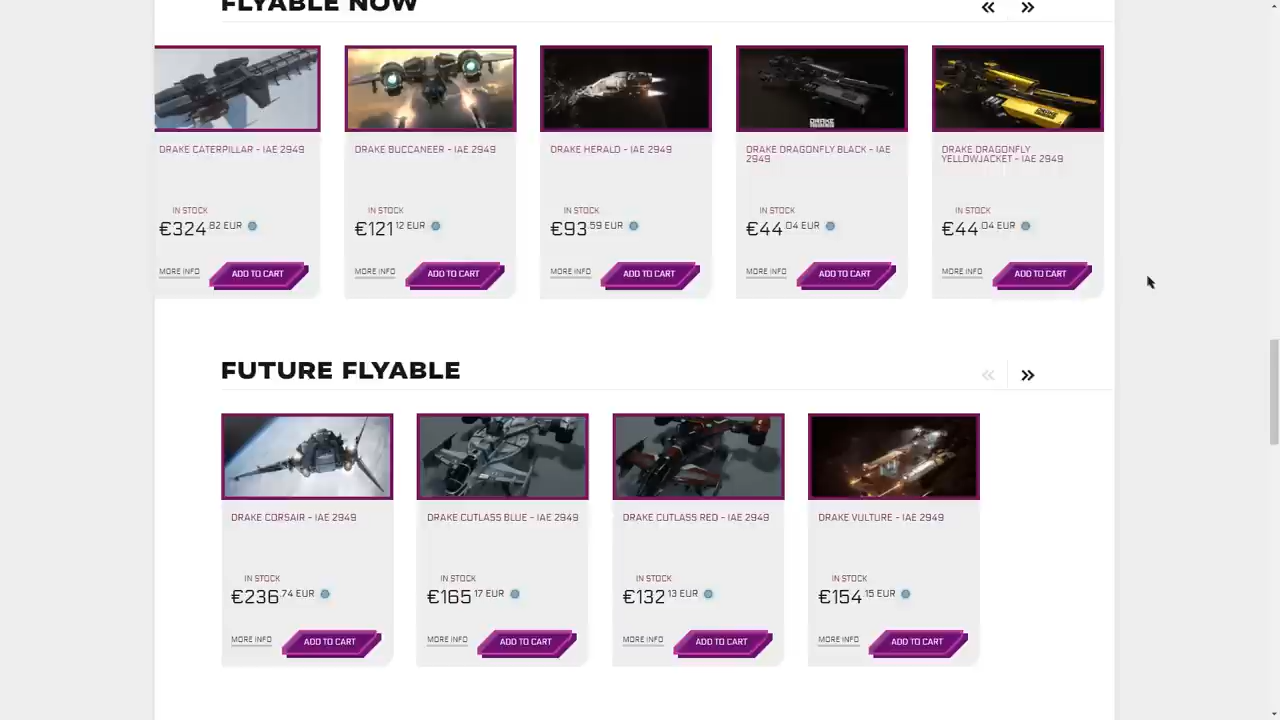 FLYABLE NOW
DRAKE CATERPILLAR - IAE 2949
IN STOCK
€324.82 EUR
MORE INFO
ADD TO CART
DRAKE BUCCANEER - IAE 2949
IN STOCK
€121.12 EUR
MORE INFO
ADD TO CART
DRAKE HERALD - IAE 2949
IN STOCK
€93.59 EUR
MORE INFO
ADD TO CART
DRAKE
DRAKE DRAGONFLY BLACK - IAE
2949
IN STOCK
€44.04 EUR
MORE INFO
ADD TO CART
DRAKE DRAGONFLY
YELLOWJACKET - IAE 2949
IN STOCK
€44.04 EUR
MORE INFO
ADD TO CART
FUTURE FLYABLE
DRAKE CORSAIR - IAE 2949
IN STOCK
€236.74 EUR
MORE INFO
ADD TO CART
DRAKE CUTLASS BLUE - IAE 2949
IN STOCK
€165.17 EUR
MORE INFO
ADD TO CART
DRAKE CUTLASS RED - IAE 2949
IN STOCK
€132.13 EUR
MORE INFO
ADD TO CART
DRAKE VULTURE - IAE 2949
IN STOCK
€154.15 EUR
MORE INFO
ADD TO CART